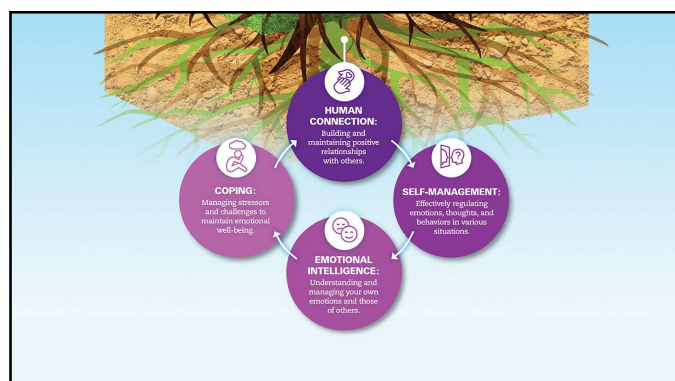 HUMAN
CONNECTION:
Building and
maintaining positive
relationships
with others.
SELF-MANAGEMENT:
Effectively regulating
emotions, thoughts, and
behaviors in various
situations.
EMOTIONAL
INTELLIGENCE:
Understanding and
managing your own
emotions and those
of others.
COPING:
Managing stressors
and challenges to
maintain emotional
well-being.